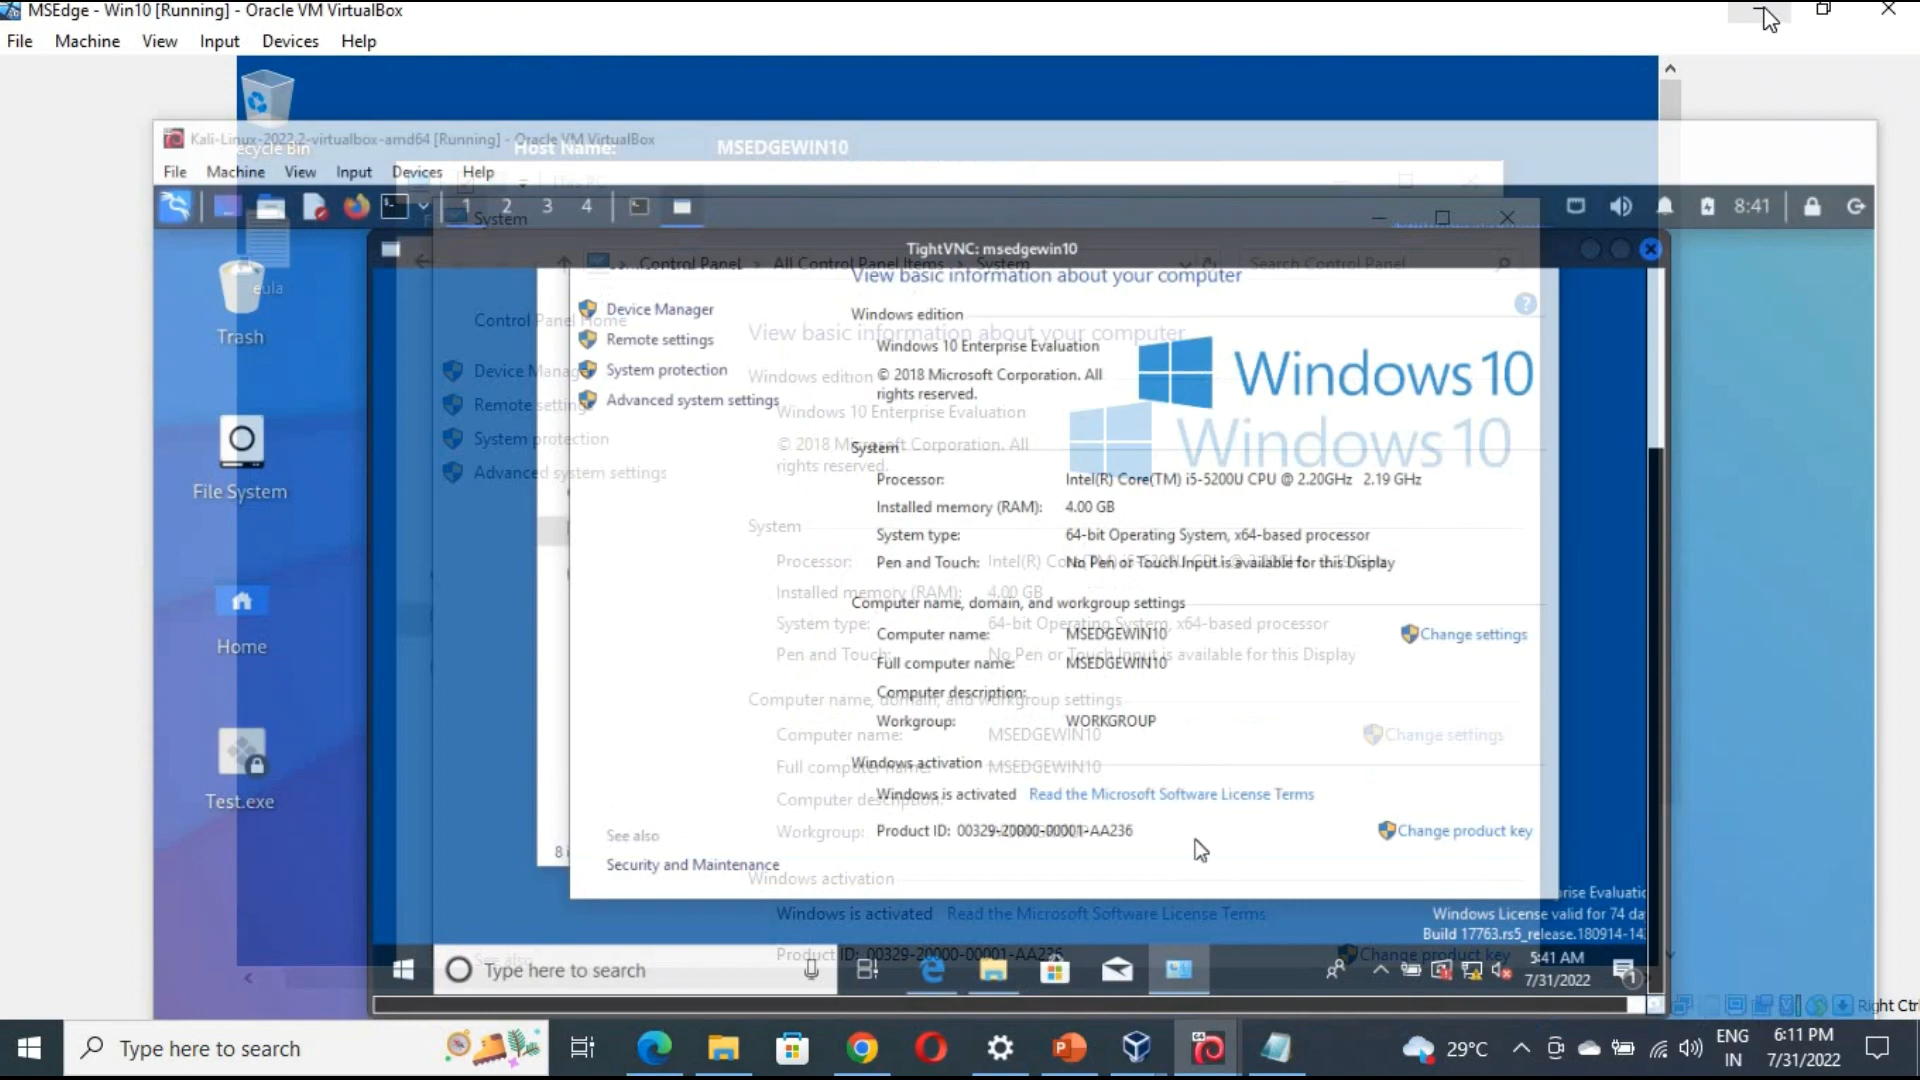 MSEdge - Win10 [Running] - Oracle VM VirtualBox
File Machine View Input Devices Help
Kali-Linux-2022.2-virtualbox-amd64 [Running] - Oracle VM VirtualBox
ecycle Bin
Host Name: MSEDGEWIN10
File Machine View Input Devices Help
This PC
1 2 3 4
8:41
System
TightVNC: msedgewin10
Control Panel All Control Panel Items System
Search Control Panel
View basic information about your computer
eula
Trash
Control Panel Home
Device Manager
Windows edition
Remote settings
View basic information about your computer
Windows 10 Enterprise Evaluation
System protection
Windows edition
© 2018 Microsoft Corporation. All
rights reserved.
Windows 10
Advanced system settings
Windows 10 Enterprise Evaluation
© 2018 Microsoft Corporation. All
rights reserved.
Windows 10
Device Manag
Remote setting
System protection
Advanced system settings
System
File System
Processor: Intel(R) Core(TM) i5-5200U CPU @ 2.20GHz 2.19 GHz
Installed memory (RAM): 4.00 GB
System
System type: 64-bit Operating System, x64-based processor
Pen and Touch: No Pen or Touch Input is available for this Display
Processor: Intel(R)
Installed memory (RAM): 4.00 GB
Computer name, domain, and workgroup settings
System type: 64-bit Operating System, x64-based processor
Computer name: MSEDGEWIN10
Change settings
Home
Pen and Touch: No Pen or Touch Input is available for this Display
Full computer name: MSEDGEWIN10
Computer description:
Computer name, domain, and workgroup settings
Workgroup: WORKGROUP
Computer name: MSEDGEWIN10
Change settings
Windows activation
Full computer name: MSEDGEWIN10
Windows is activated Read the Microsoft Software License Terms
Test.exe
Computer description:
Workgroup:
Product ID: 00329-20000-00001-AA236
Change product key
See also
8 i
Security and Maintenance
Windows activation
rise Evaluatio
Windows is activated Read the Microsoft Software License Terms
Windows License valid for 74 da
Build 17763.rs5_release.180914-14
Product ID: 00329-20000-00001-AA236
Change product key
See also
Type here to search
5:41 AM
7/31/2022
1
Right Ctr
Type here to search
29°C
ENG
IN
6:11 PM
7/31/2022